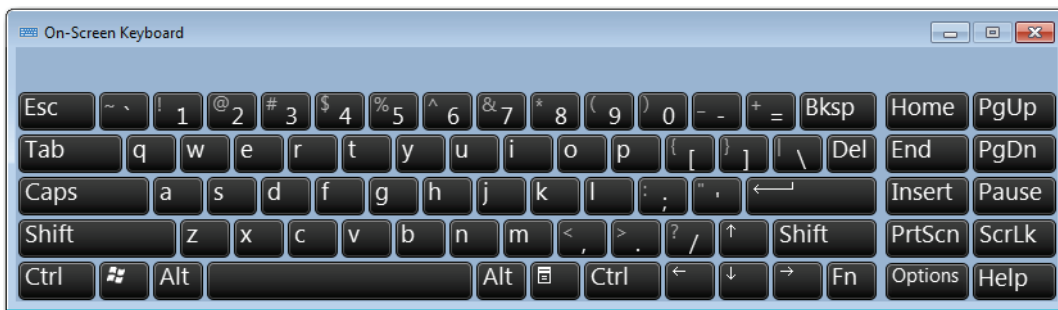 On-Screen Keyboard
Esc ~ ` ! 1 @ 2 # 3 $ 4 % 5 ^ 6 & 7 * 8 ( 9 ) 0 _ - + = Bksp Home PgUp
Tab q w e r t y u i o p { [ } ] | \ Del End PgDn
Caps a s d f g h j k l : ; " ' Insert Pause
Shift z x c v b n m < , > . ? / ↑ Shift PrtScn ScrLk
Ctrl Alt Alt Ctrl ← ↓ → Fn Options Help